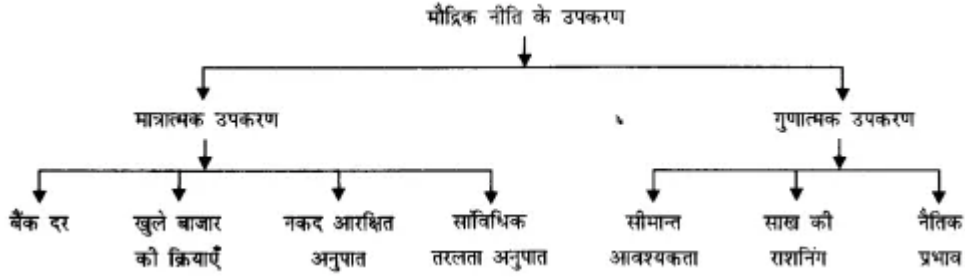 मौद्रिक नीति के उपकरण
मात्रात्मक उपकरण
गुणात्मक उपकरण
बैंक दर
खुले बाजार
की क्रियाएँ
नकद आरक्षित
अनुपात
सांविधिक
तरलता अनुपात
सीमान्त
आवश्यकता
साख की
राशनिंग
नैतिक
प्रभाव